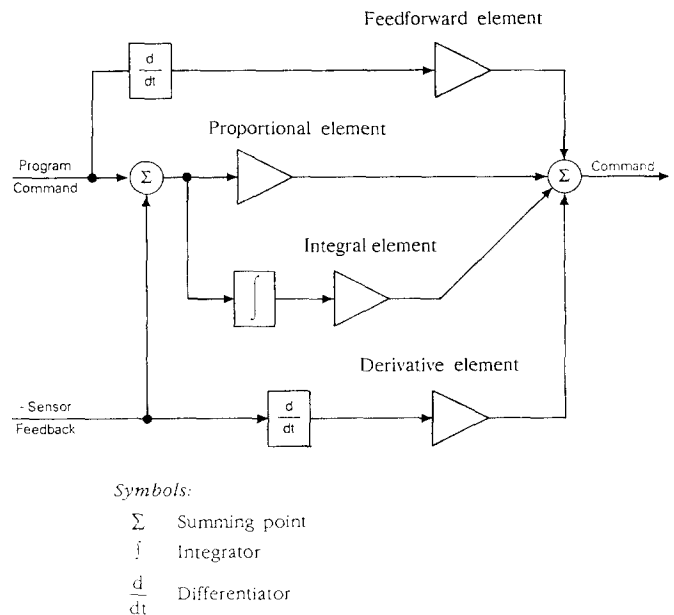 Feedforward element
d
dt
Proportional element
Program
Command
Σ
Σ
Command
Integral element
∫
Derivative element
- Sensor
Feedback
d
dt
Symbols:
Σ Summing point
∫ Integrator
d
dt
Differentiator